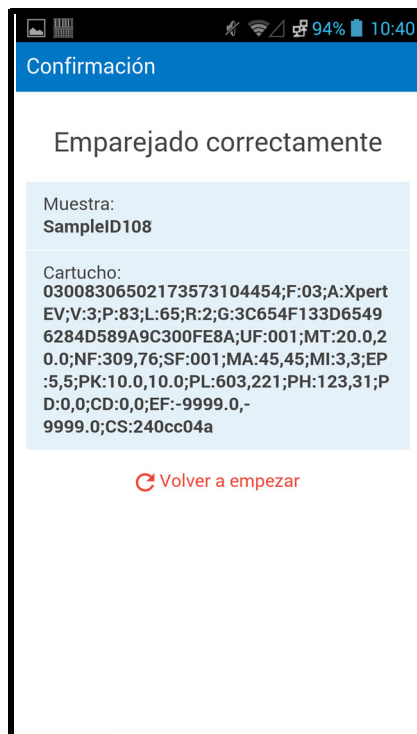 94% 10:40
Confirmación
Emparejado correctamente
Muestra:
SampleID108
Cartucho:
03008306502173573104454;F:03;A:Xpert
EV;V:3;P:83;L:65;R:2;G:3C654F133D6549
6284D589A9C300FE8A;UF:001;MT:20.0,2
0.0;NF:309,76;SF:001;MA:45,45;MI:3,3;EP
:5,5;PK:10.0,10.0;PL:603,221;PH:123,31;P
D:0,0;CD:0,0;EF:-9999.0,-
9999.0;CS:240cc04a
Volver a empezar